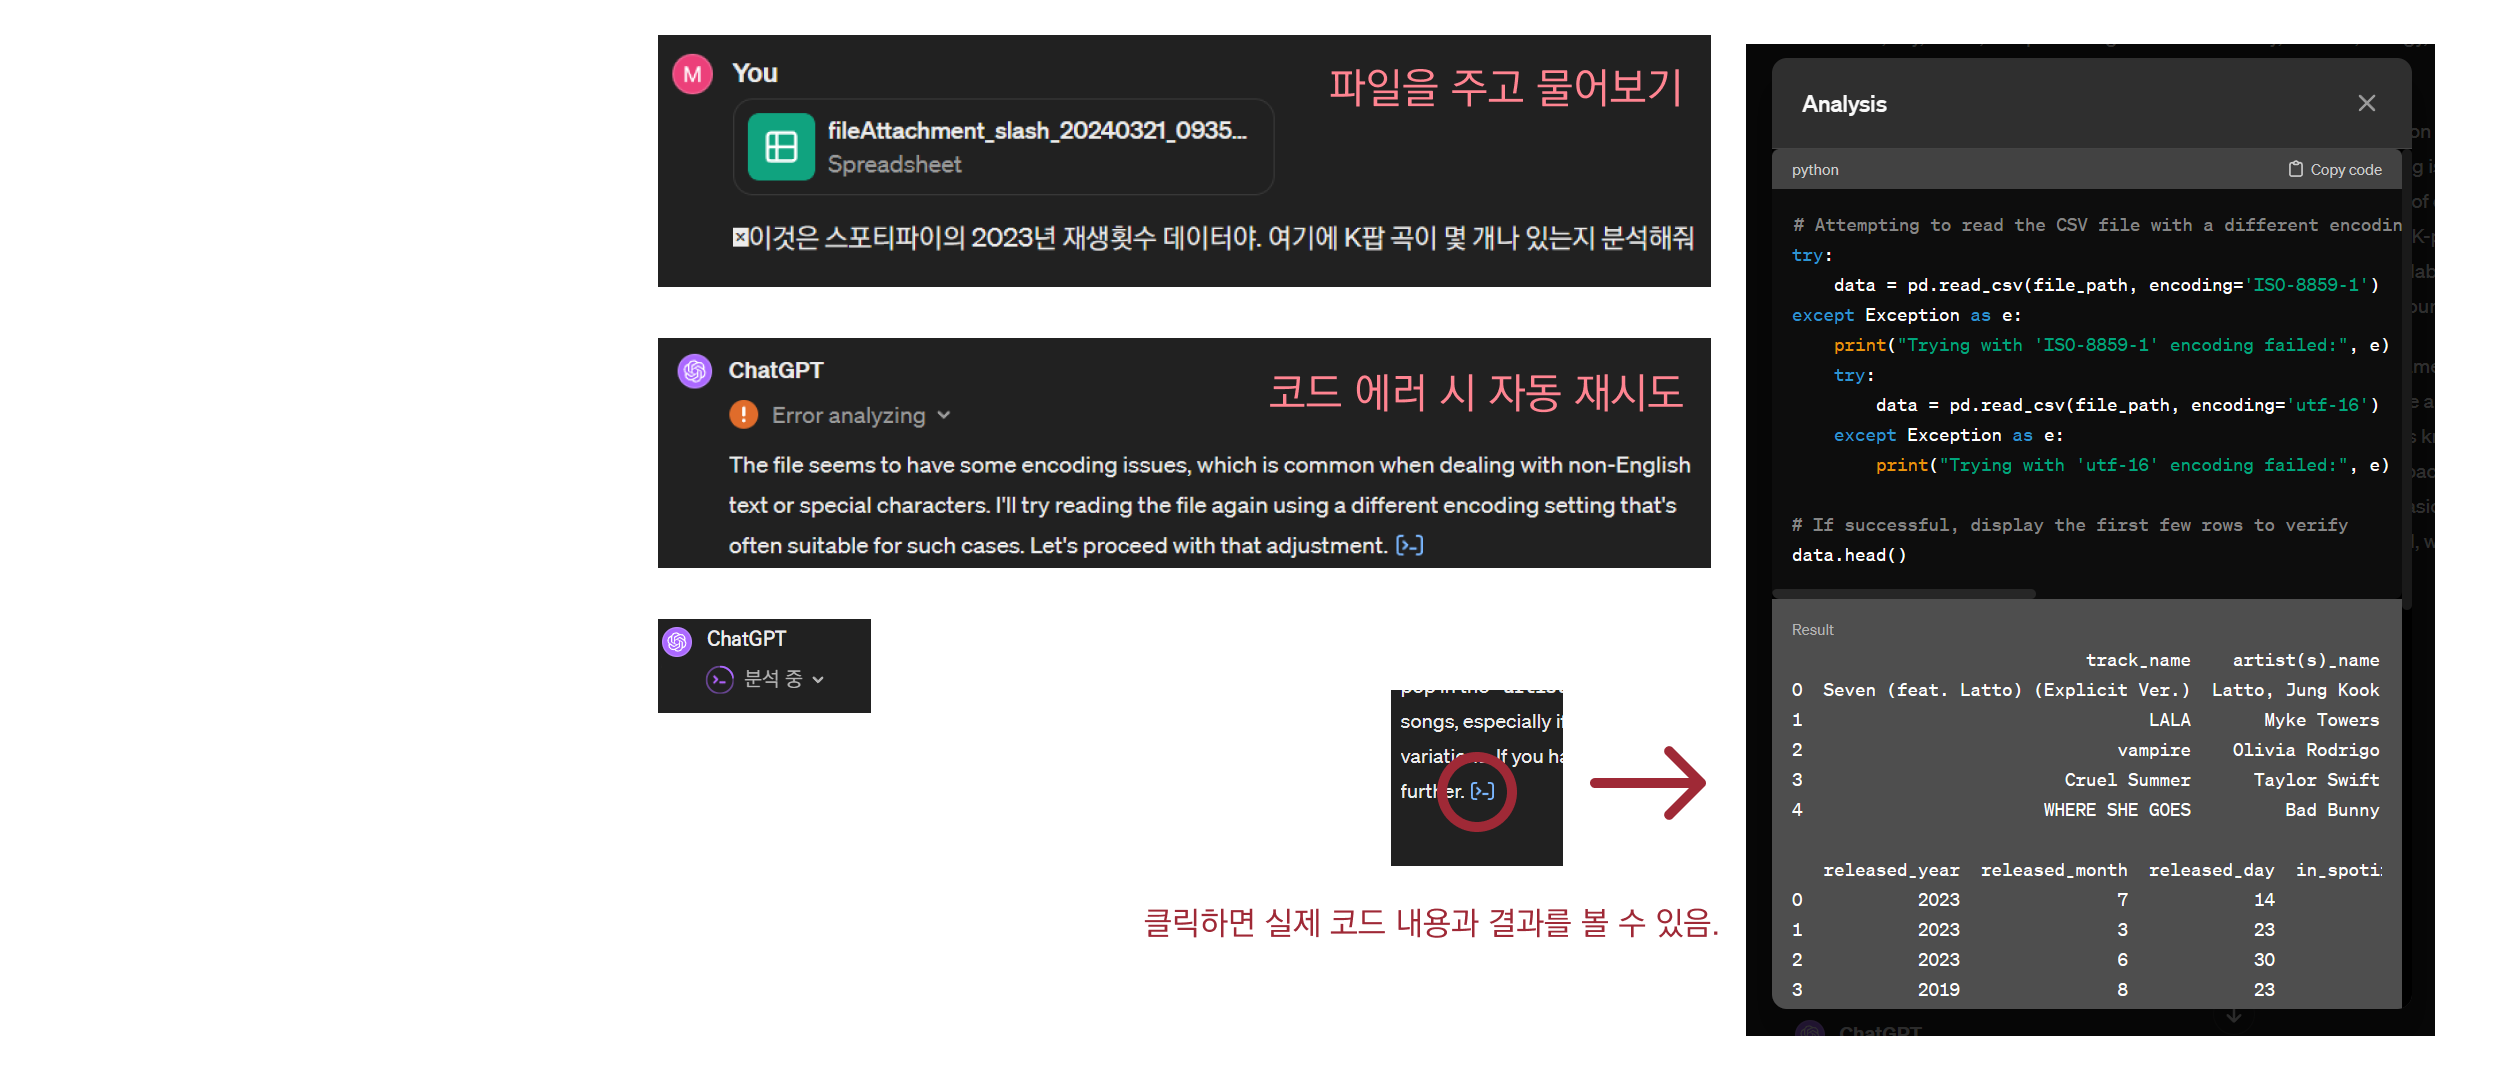 M
You
파일을 주고 물어보기
fileAttachment_slash_20240321_0935...
Spreadsheet
이것은 스포티파이의 2023년 재생횟수 데이터야. 여기에 K팝 곡이 몇 개나 있는지 분석해줘
ChatGPT
코드 에러 시 자동 재시도
Error analyzing
The file seems to have some encoding issues, which is common when dealing with non-English
text or special characters. I'll try reading the file again using a different encoding setting that's
often suitable for such cases. Let's proceed with that adjustment.
ChatGPT
분석 중
songs, especially if
If you ha
further.
클릭하면 실제 코드 내용과 결과를 볼 수 있음.
Analysis
python
Copy code
# Attempting to read the CSV file with a different encodin
try:
data = pd.read_csv(file_path, encoding='ISO-8859-1')
except Exception as e:
print("Trying with 'ISO-8859-1' encoding failed:", e)
try:
data = pd.read_csv(file_path, encoding='utf-16')
except Exception as e:
print("Trying with 'utf-16' encoding failed:", e)
# If successful, display the first few rows to verify
data.head()
Result
track_name artist(s)_name
0 Seven (feat. Latto) (Explicit Ver.) Latto, Jung Kook
1 LALA Myke Towers
2 vampire Olivia Rodrigo
3 Cruel Summer Taylor Swift
4 WHERE SHE GOES Bad Bunny
released_year released_month released_day in_spoti
0 2023 7 14
1 2023 3 23
2 2023 6 30
3 2019 8 23
ChatGPT